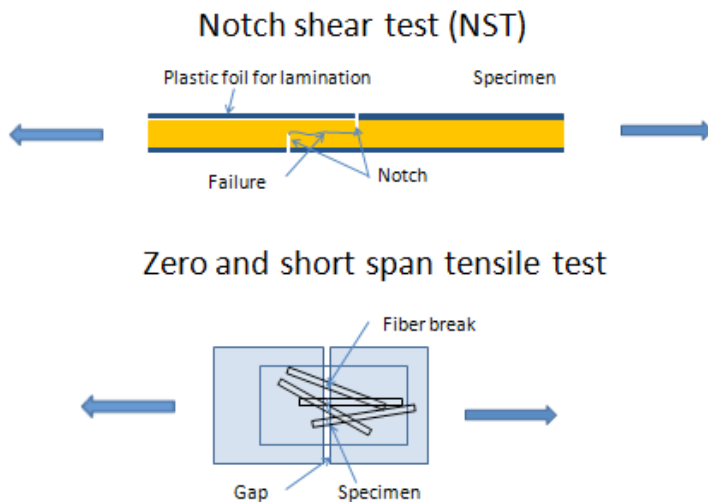 Notch shear test (NST)
Plastic foil for lamination
Specimen
Failure
Notch
Zero and short span tensile test
Fiber break
Gap
Specimen